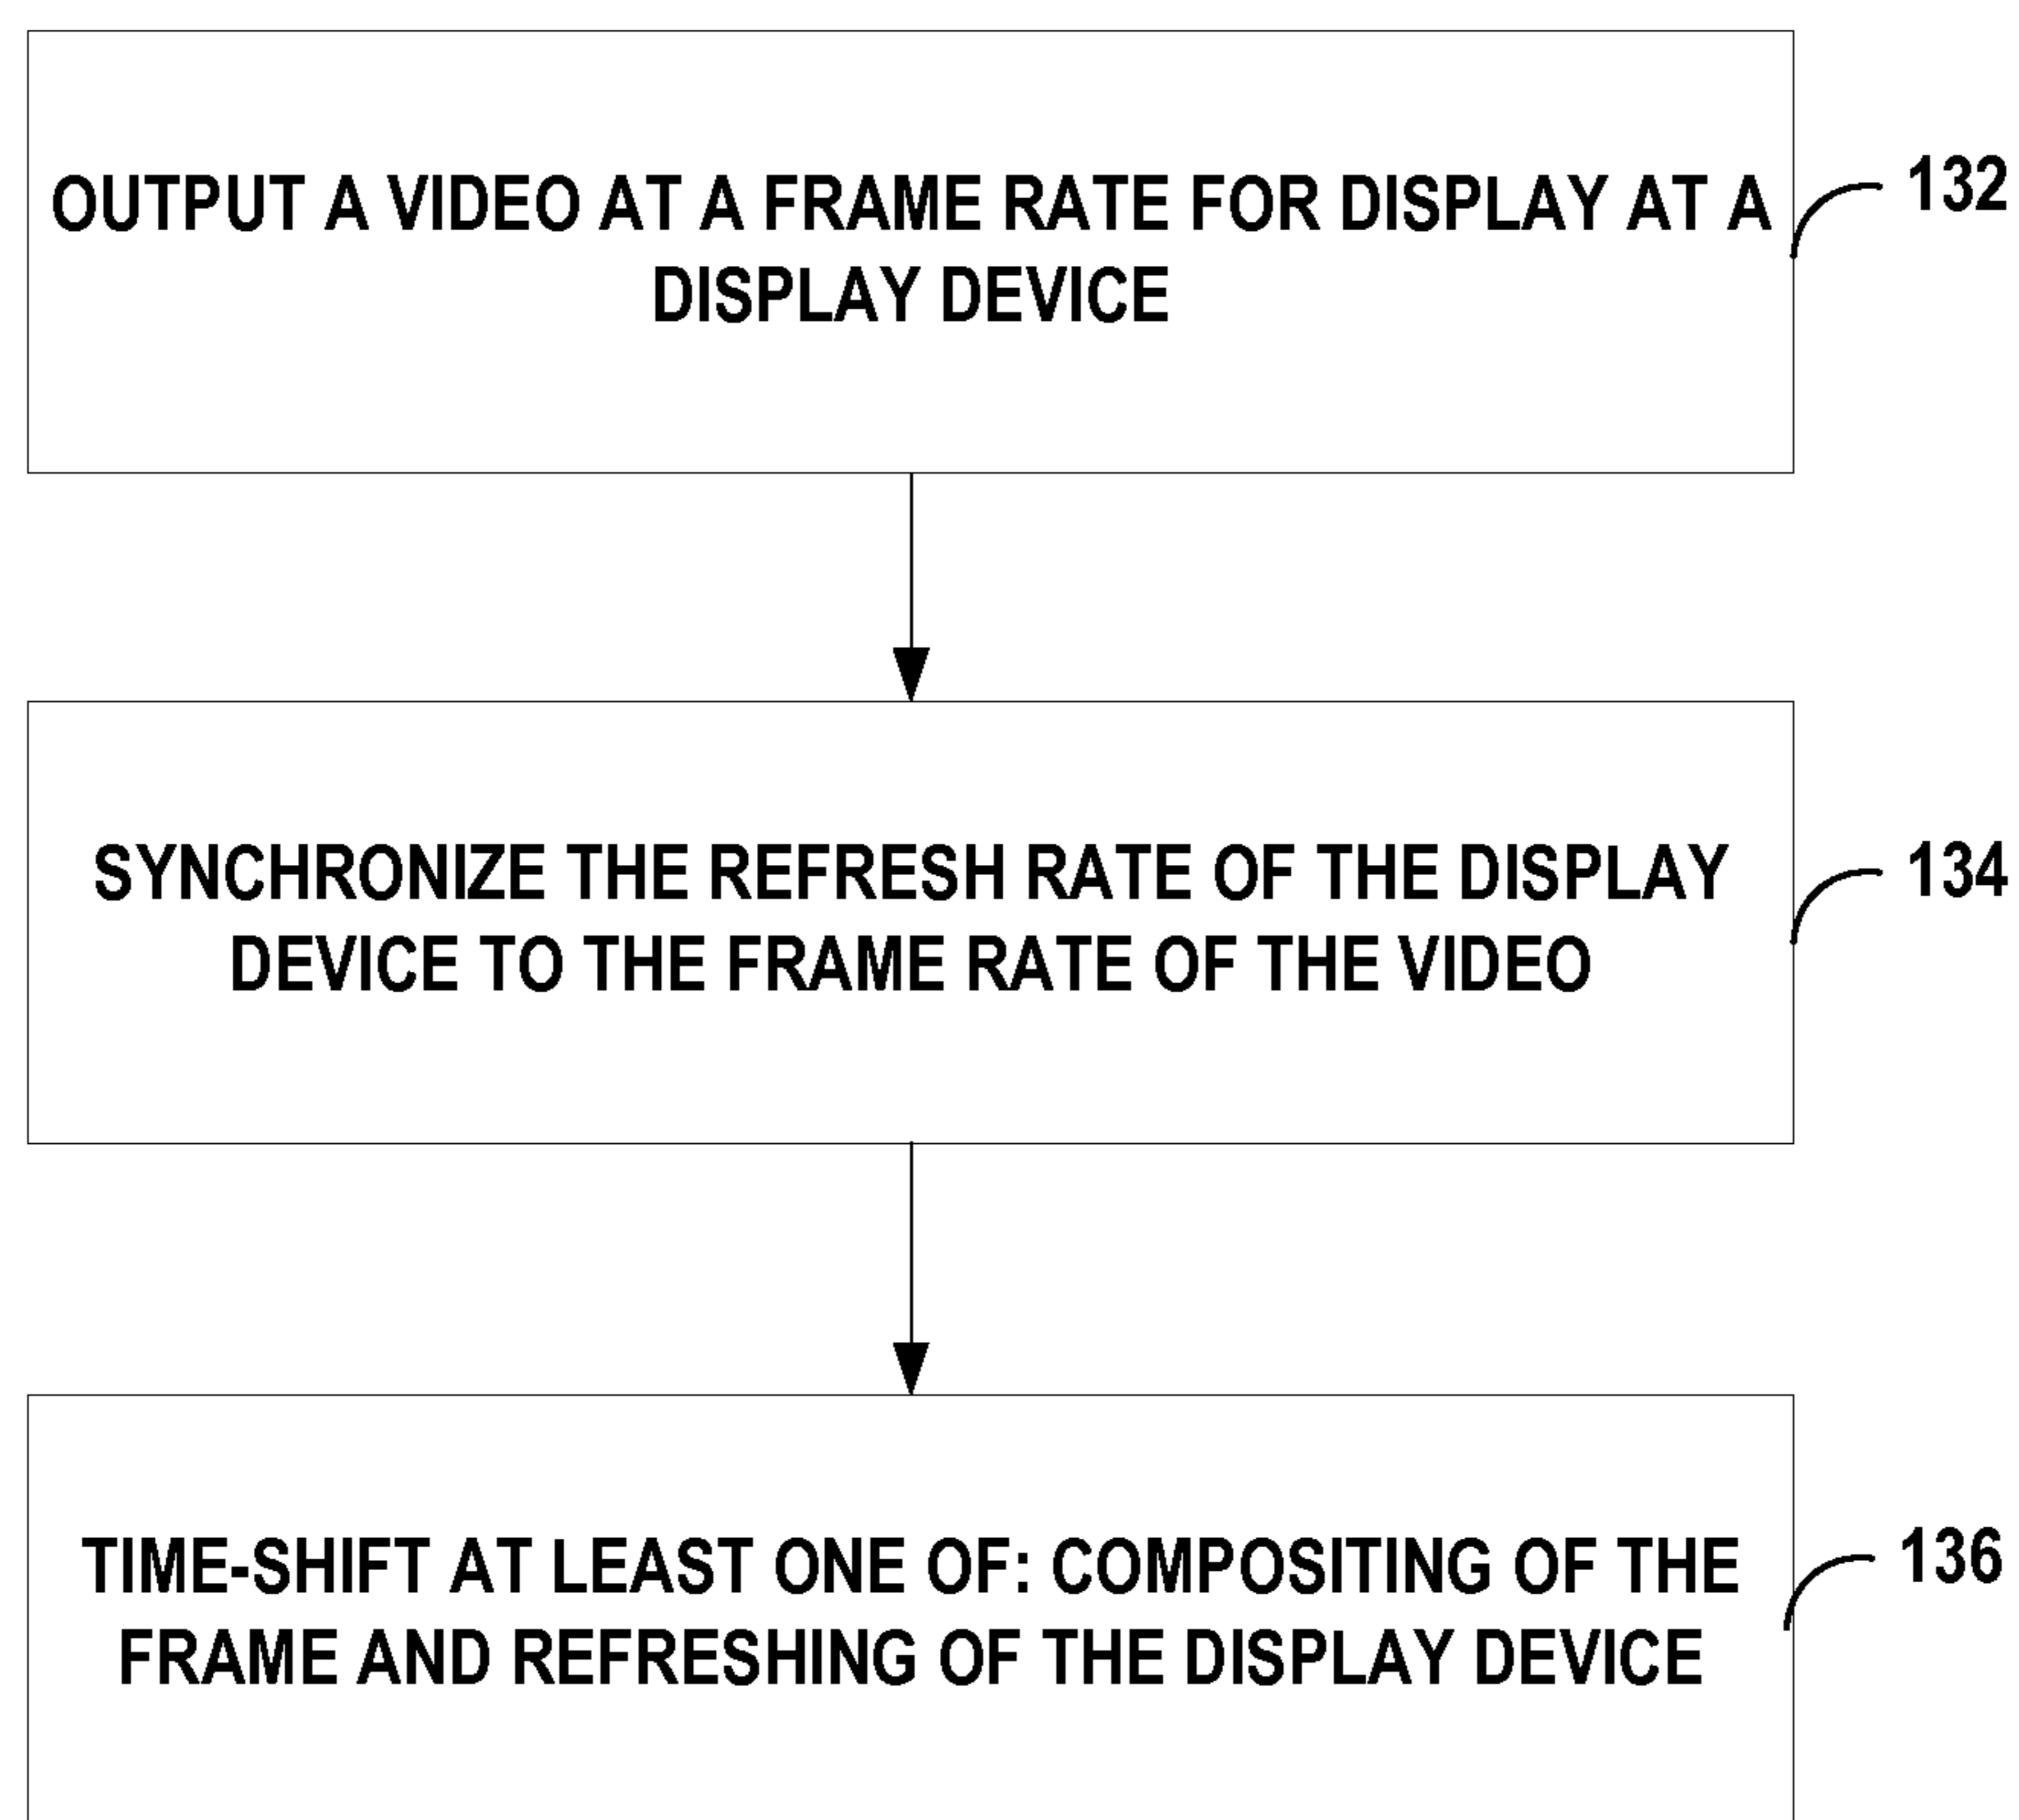 OUTPUT A VIDEO AT A FRAME RATE FOR DISPLAY AT A
DISPLAY DEVICE
132
SYNCHRONIZE THE REFRESH RATE OF THE DISPLAY
DEVICE TO THE FRAME RATE OF THE VIDEO
134
TIME-SHIFT AT LEAST ONE OF: COMPOSITING OF THE
FRAME AND REFRESHING OF THE DISPLAY DEVICE
136